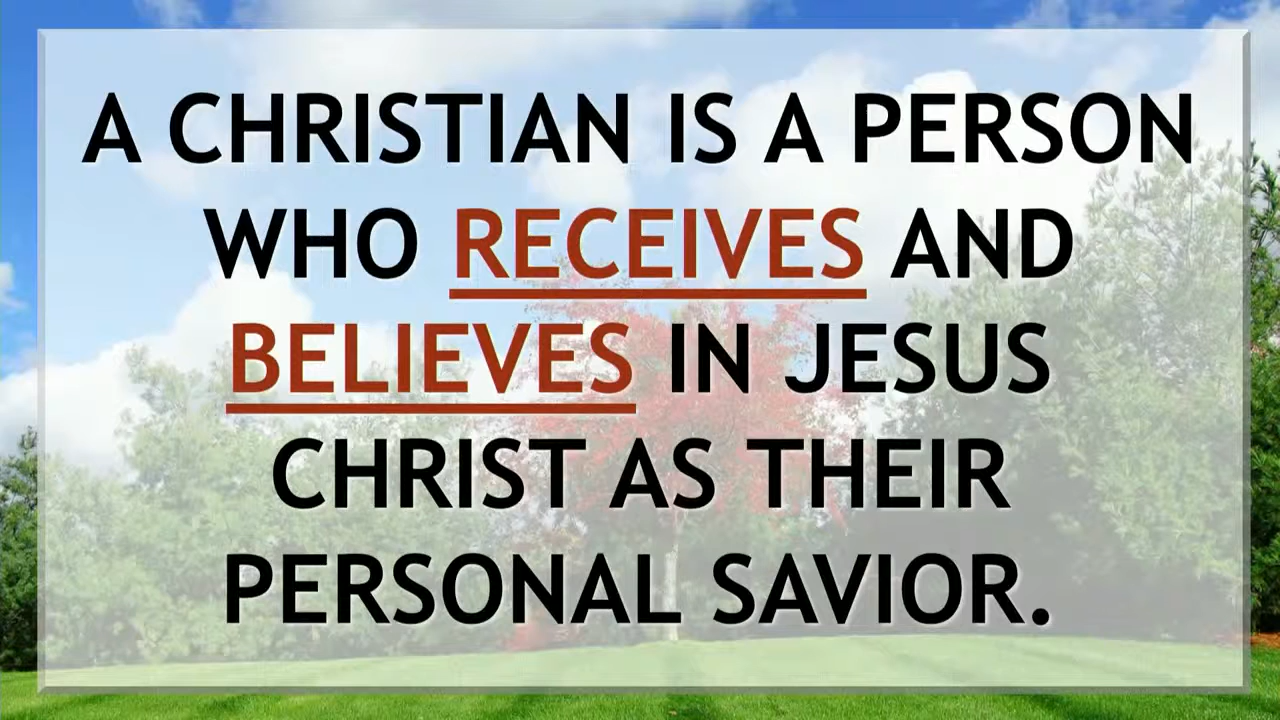 A CHRISTIAN IS A PERSON
WHO RECEIVES AND
BELIEVES IN JESUS
CHRIST AS THEIR
PERSONAL SAVIOR.